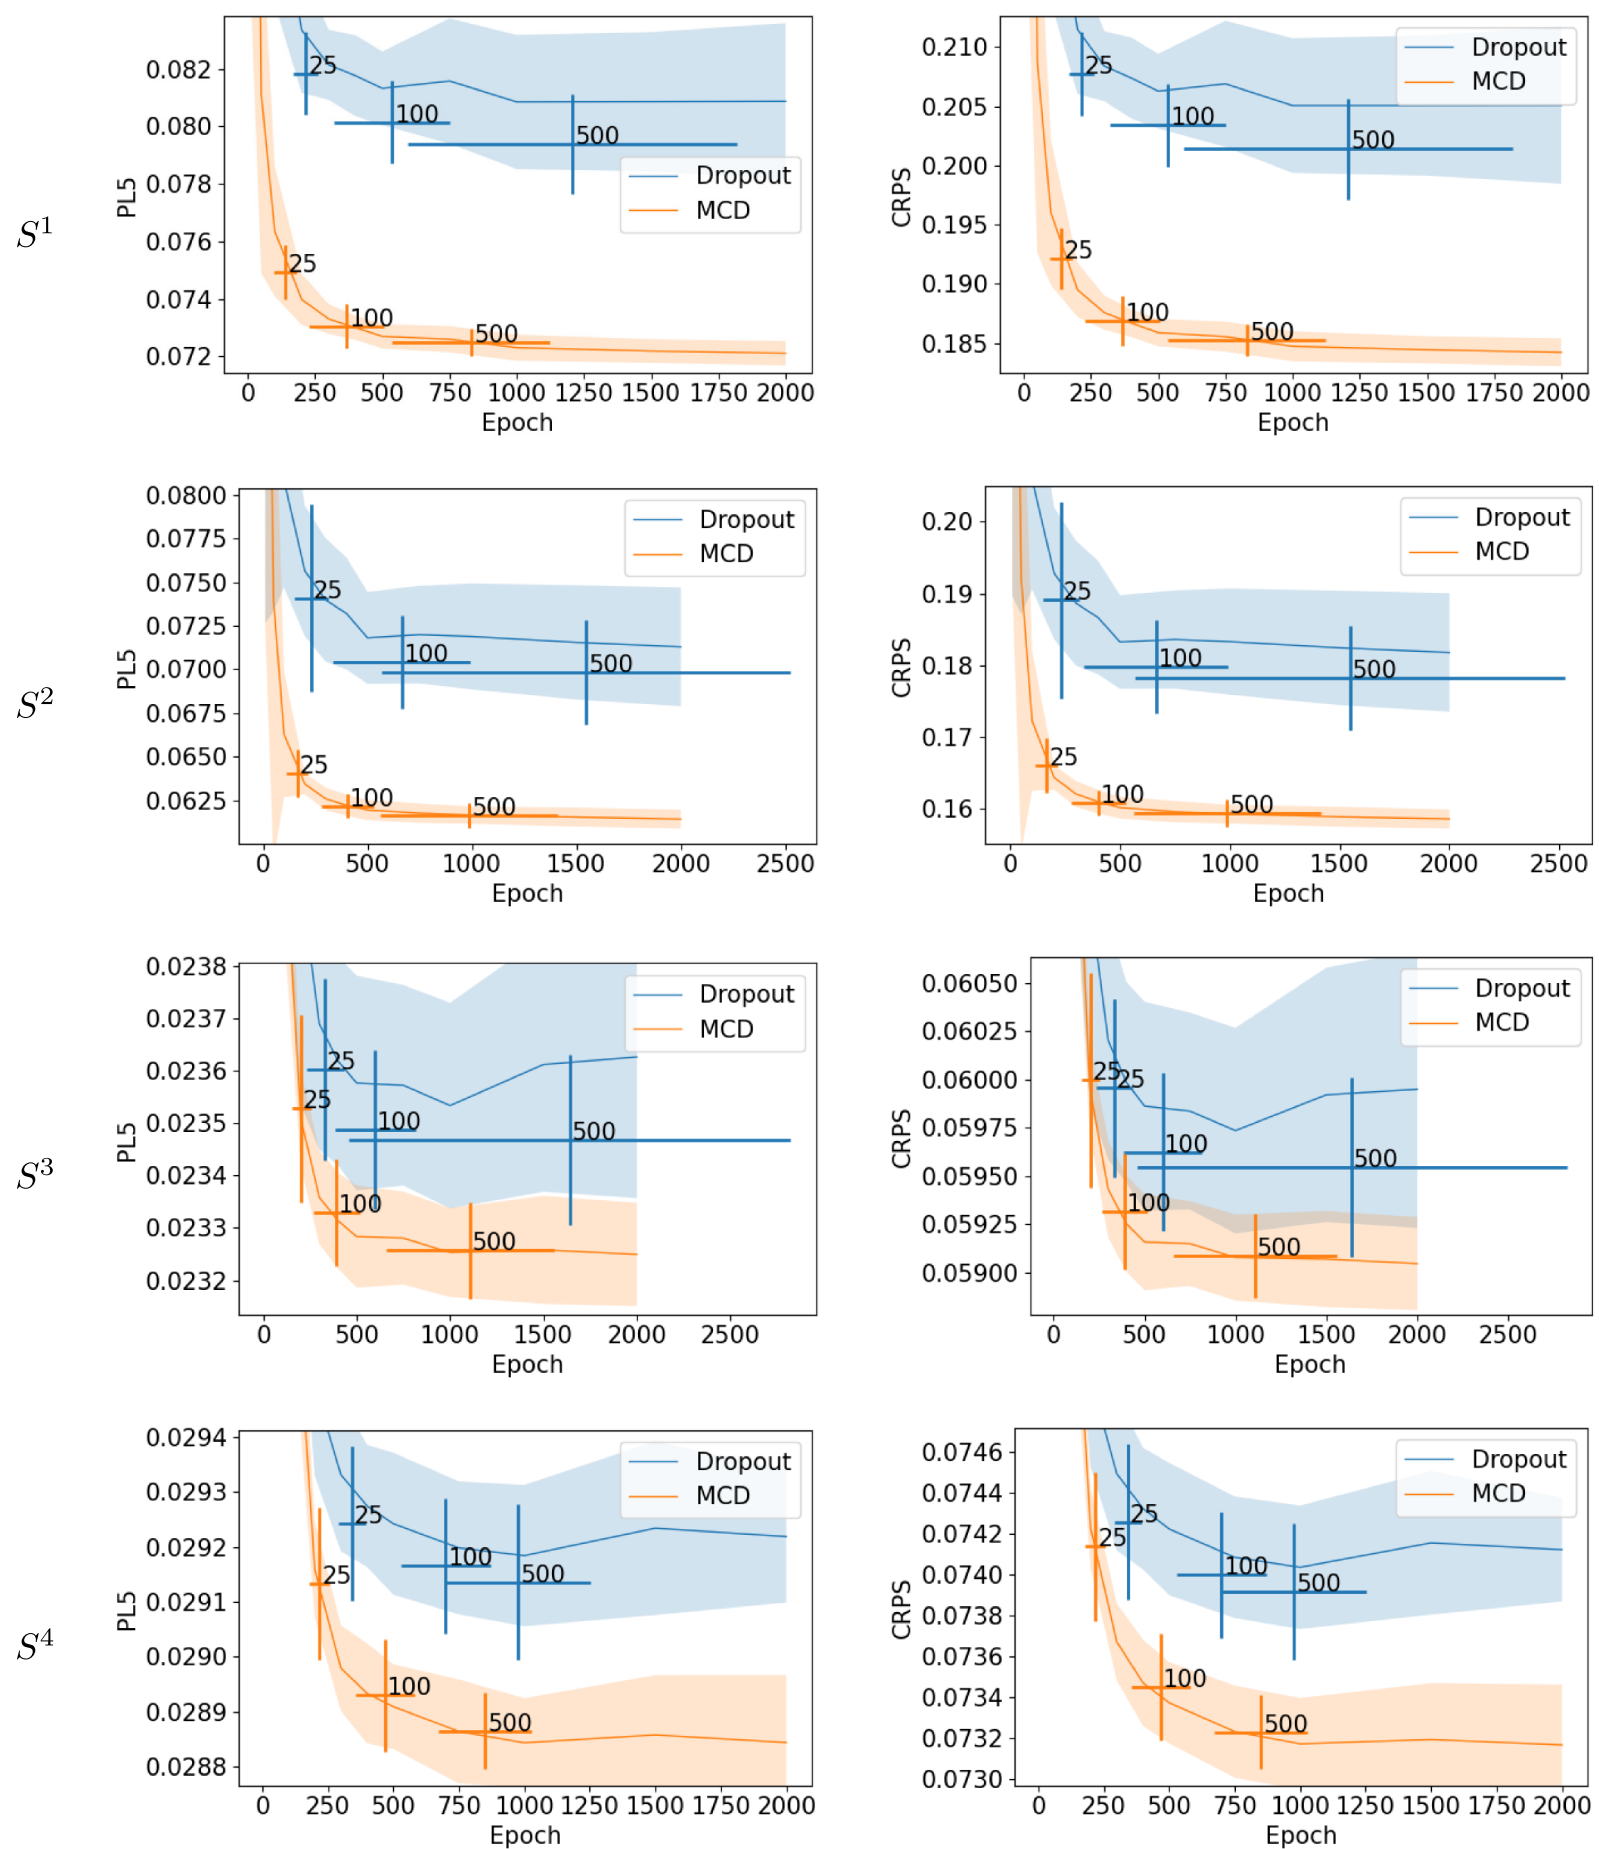 S¹
PL5
0.082
0.080
0.078
0.076
0.074
0.072
25
100
500
25
100
500
Dropout
MCD
0 250 500 750 1000 1250 1500 1750 2000
Epoch
CRPS
0.210
0.205
0.200
0.195
0.190
0.185
25
100
500
25
100
500
Dropout
MCD
0 250 500 750 1000 1250 1500 1750 2000
Epoch
S²
PL5
0.0800
0.0775
0.0750
0.0725
0.0700
0.0675
0.0650
0.0625
25
100
500
25
100
500
Dropout
MCD
0 500 1000 1500 2000 2500
Epoch
CRPS
0.20
0.19
0.18
0.17
0.16
25
100
500
25
100
500
Dropout
MCD
0 500 1000 1500 2000 2500
Epoch
S³
PL5
0.0238
0.0237
0.0236
0.0235
0.0234
0.0233
0.0232
25
100
500
25
100
500
Dropout
MCD
0 500 1000 1500 2000 2500
Epoch
CRPS
0.06050
0.06025
0.06000
0.05975
0.05950
0.05925
0.05900
25
25
100
500
100
500
Dropout
MCD
0 500 1000 1500 2000 2500
Epoch
S⁴
PL5
0.0294
0.0293
0.0292
0.0291
0.0290
0.0289
0.0288
25
100
500
25
100
500
Dropout
MCD
0 250 500 750 1000 1250 1500 1750 2000
Epoch
CRPS
0.0746
0.0744
0.0742
0.0740
0.0738
0.0736
0.0734
0.0732
0.0730
25
25
100
500
100
500
Dropout
MCD
0 250 500 750 1000 1250 1500 1750 2000
Epoch